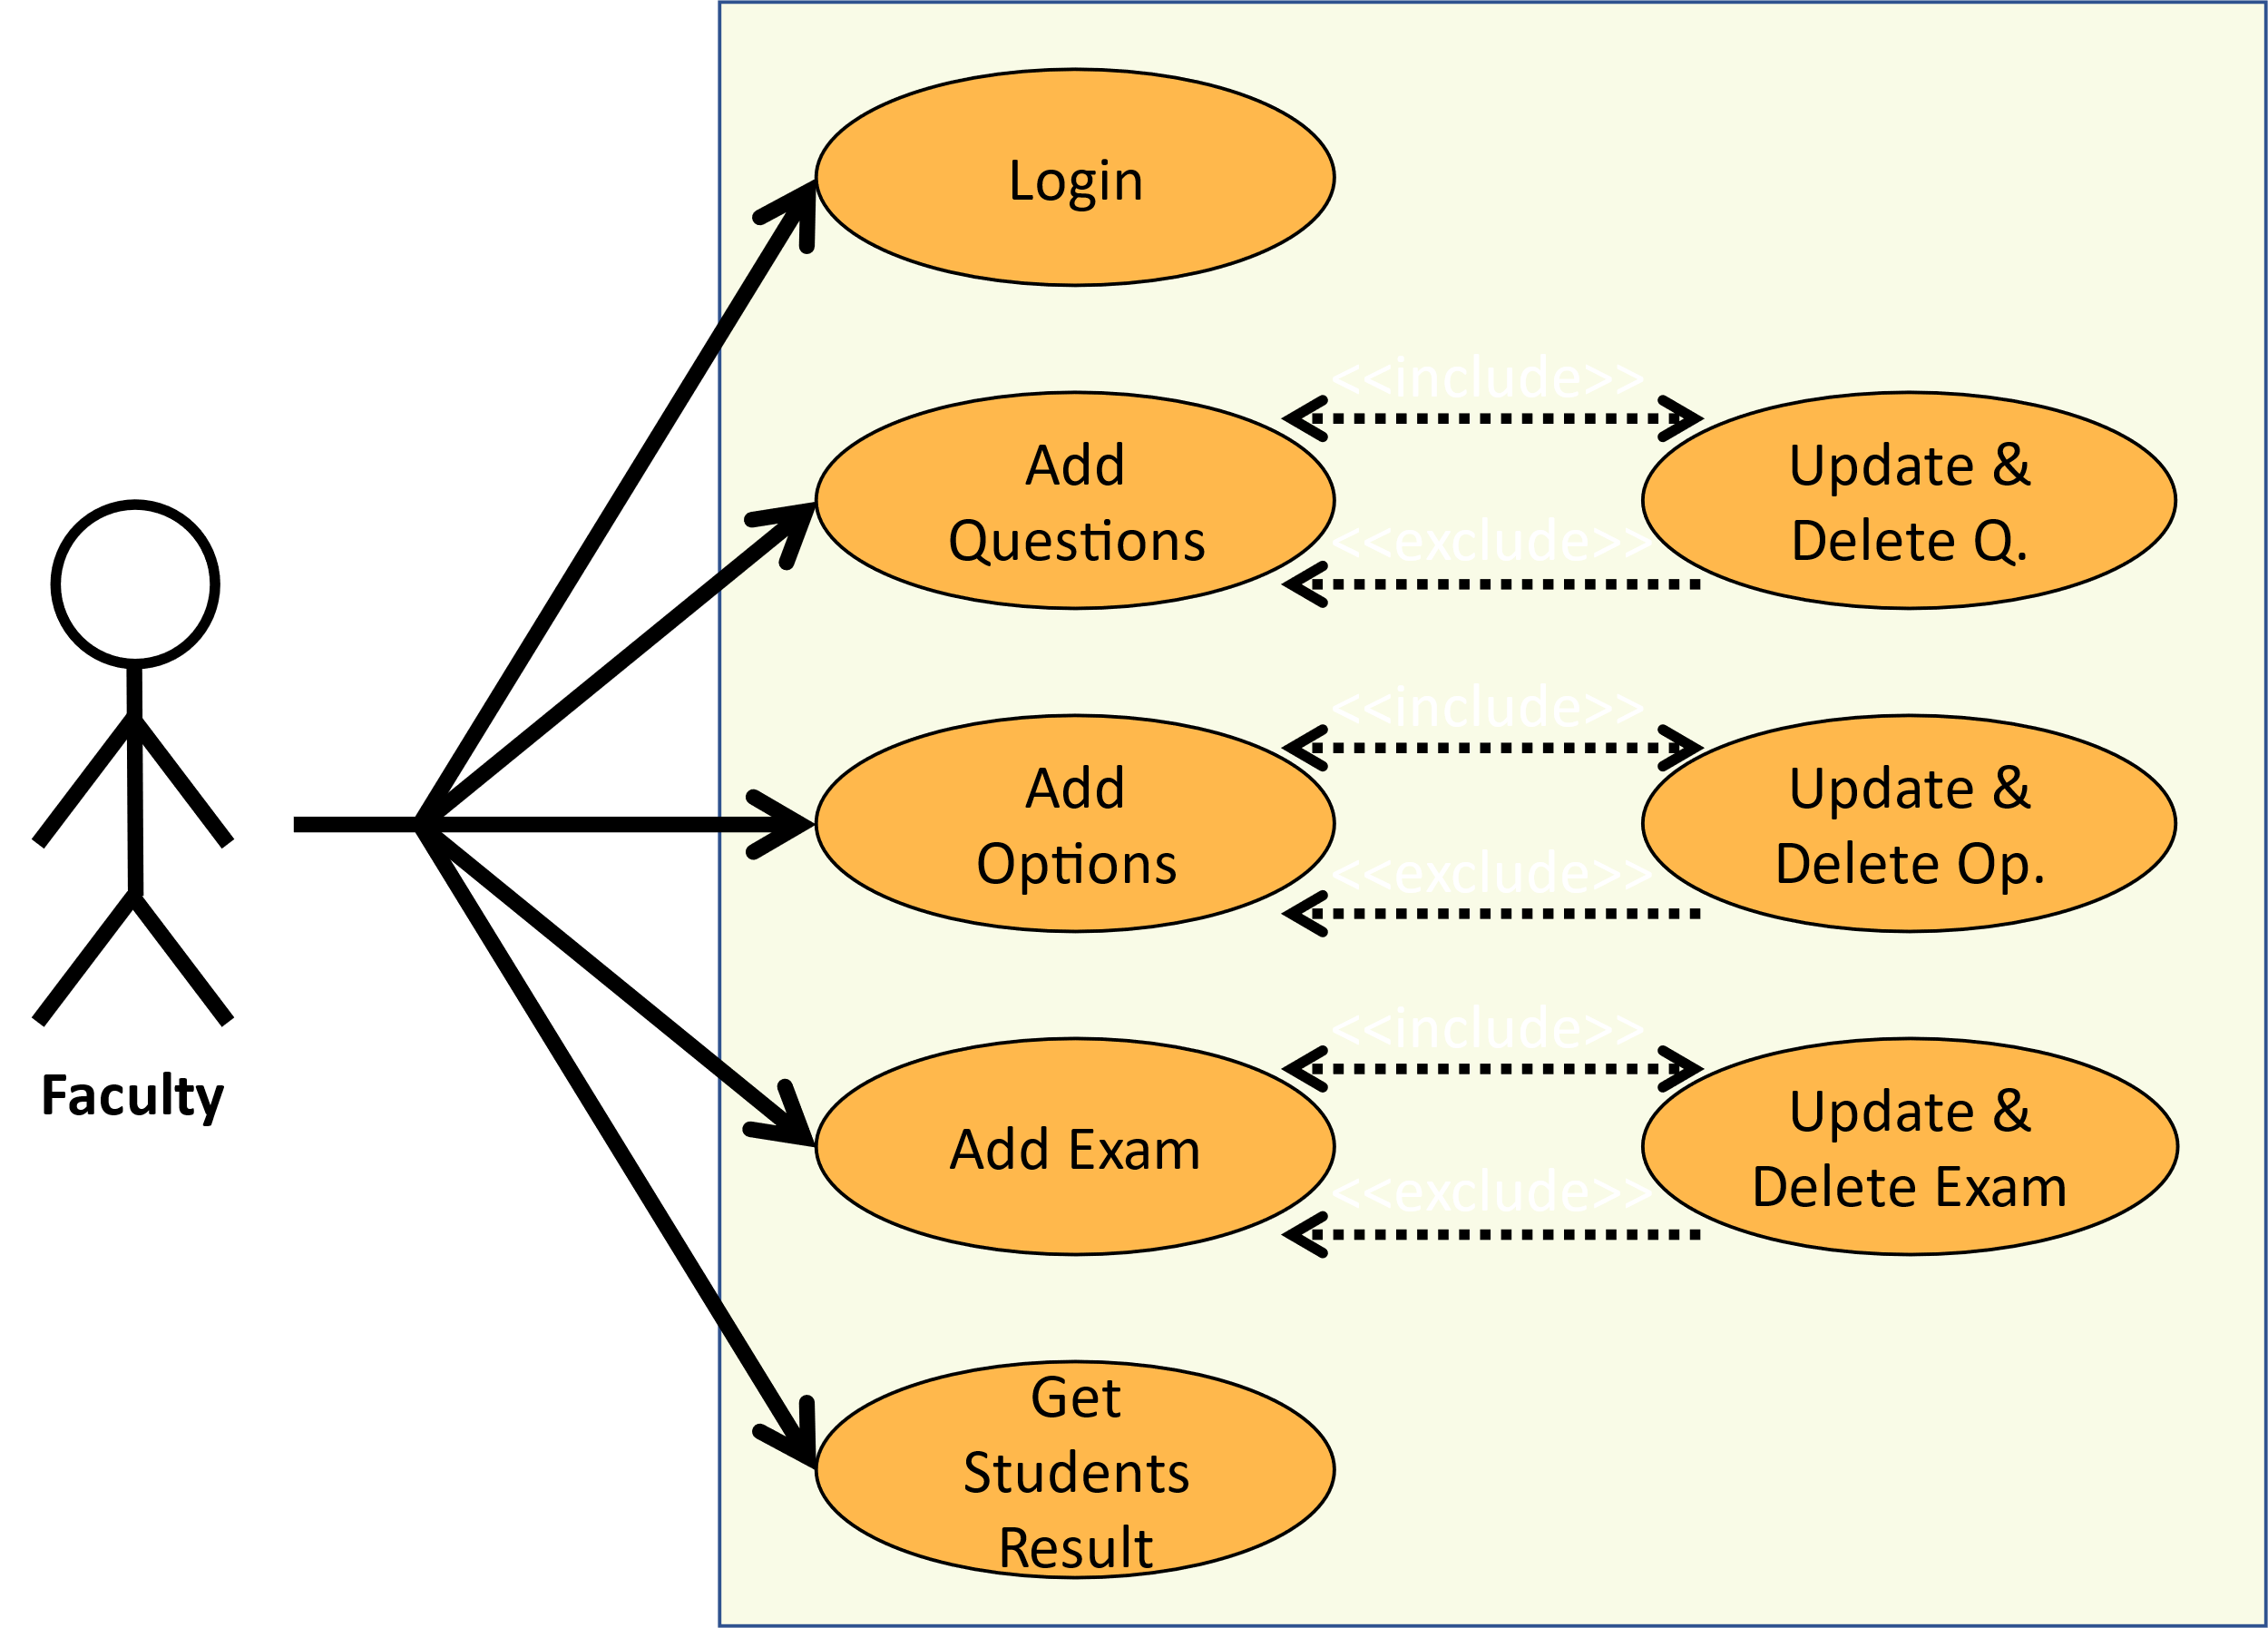 Login
<<include>>
Add
Questions
Update &
Delete Q.
<<exclude>>
<<include>>
Add
Options
Update &
Delete Op.
<<exclude>>
Faculty
<<include>>
Add Exam
Update &
Delete Exam
<<exclude>>
Get
Students
Result